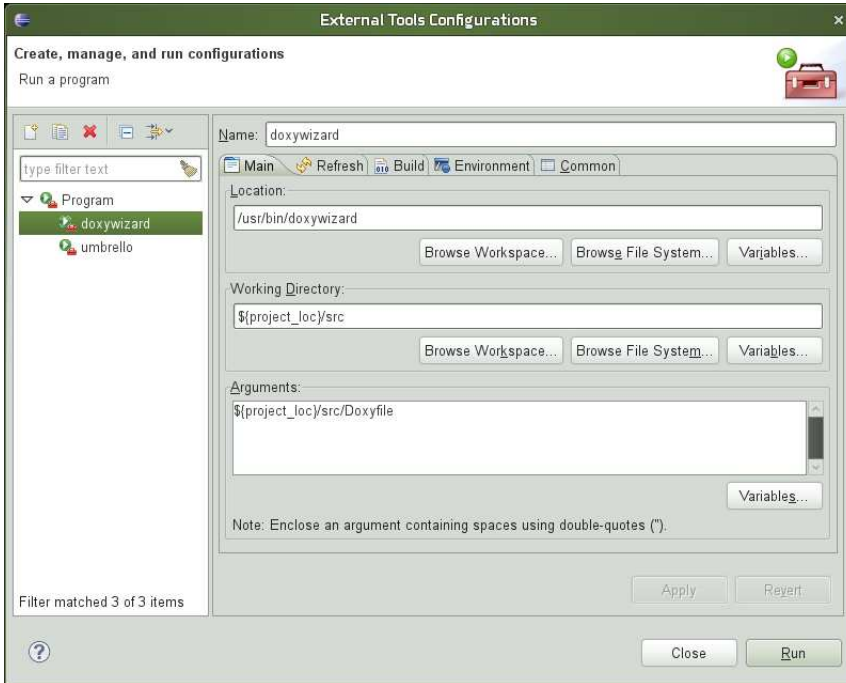 External Tools Configurations
Create, manage, and run configurations
Run a program
type filter text
Program
doxywizard
umbrello
Filter matched 3 of 3 items
Name: doxywizard
Main Refresh Build Environment Common
Location:
/usr/bin/doxywizard
Browse Workspace... Browse File System... Variables...
Working Directory:
${project_loc}/src
Browse Workspace... Browse File System... Variables...
Arguments:
${project_loc}/src/Doxyfile
Variables...
Note: Enclose an argument containing spaces using double-quotes (").
Apply Revert
Close Run